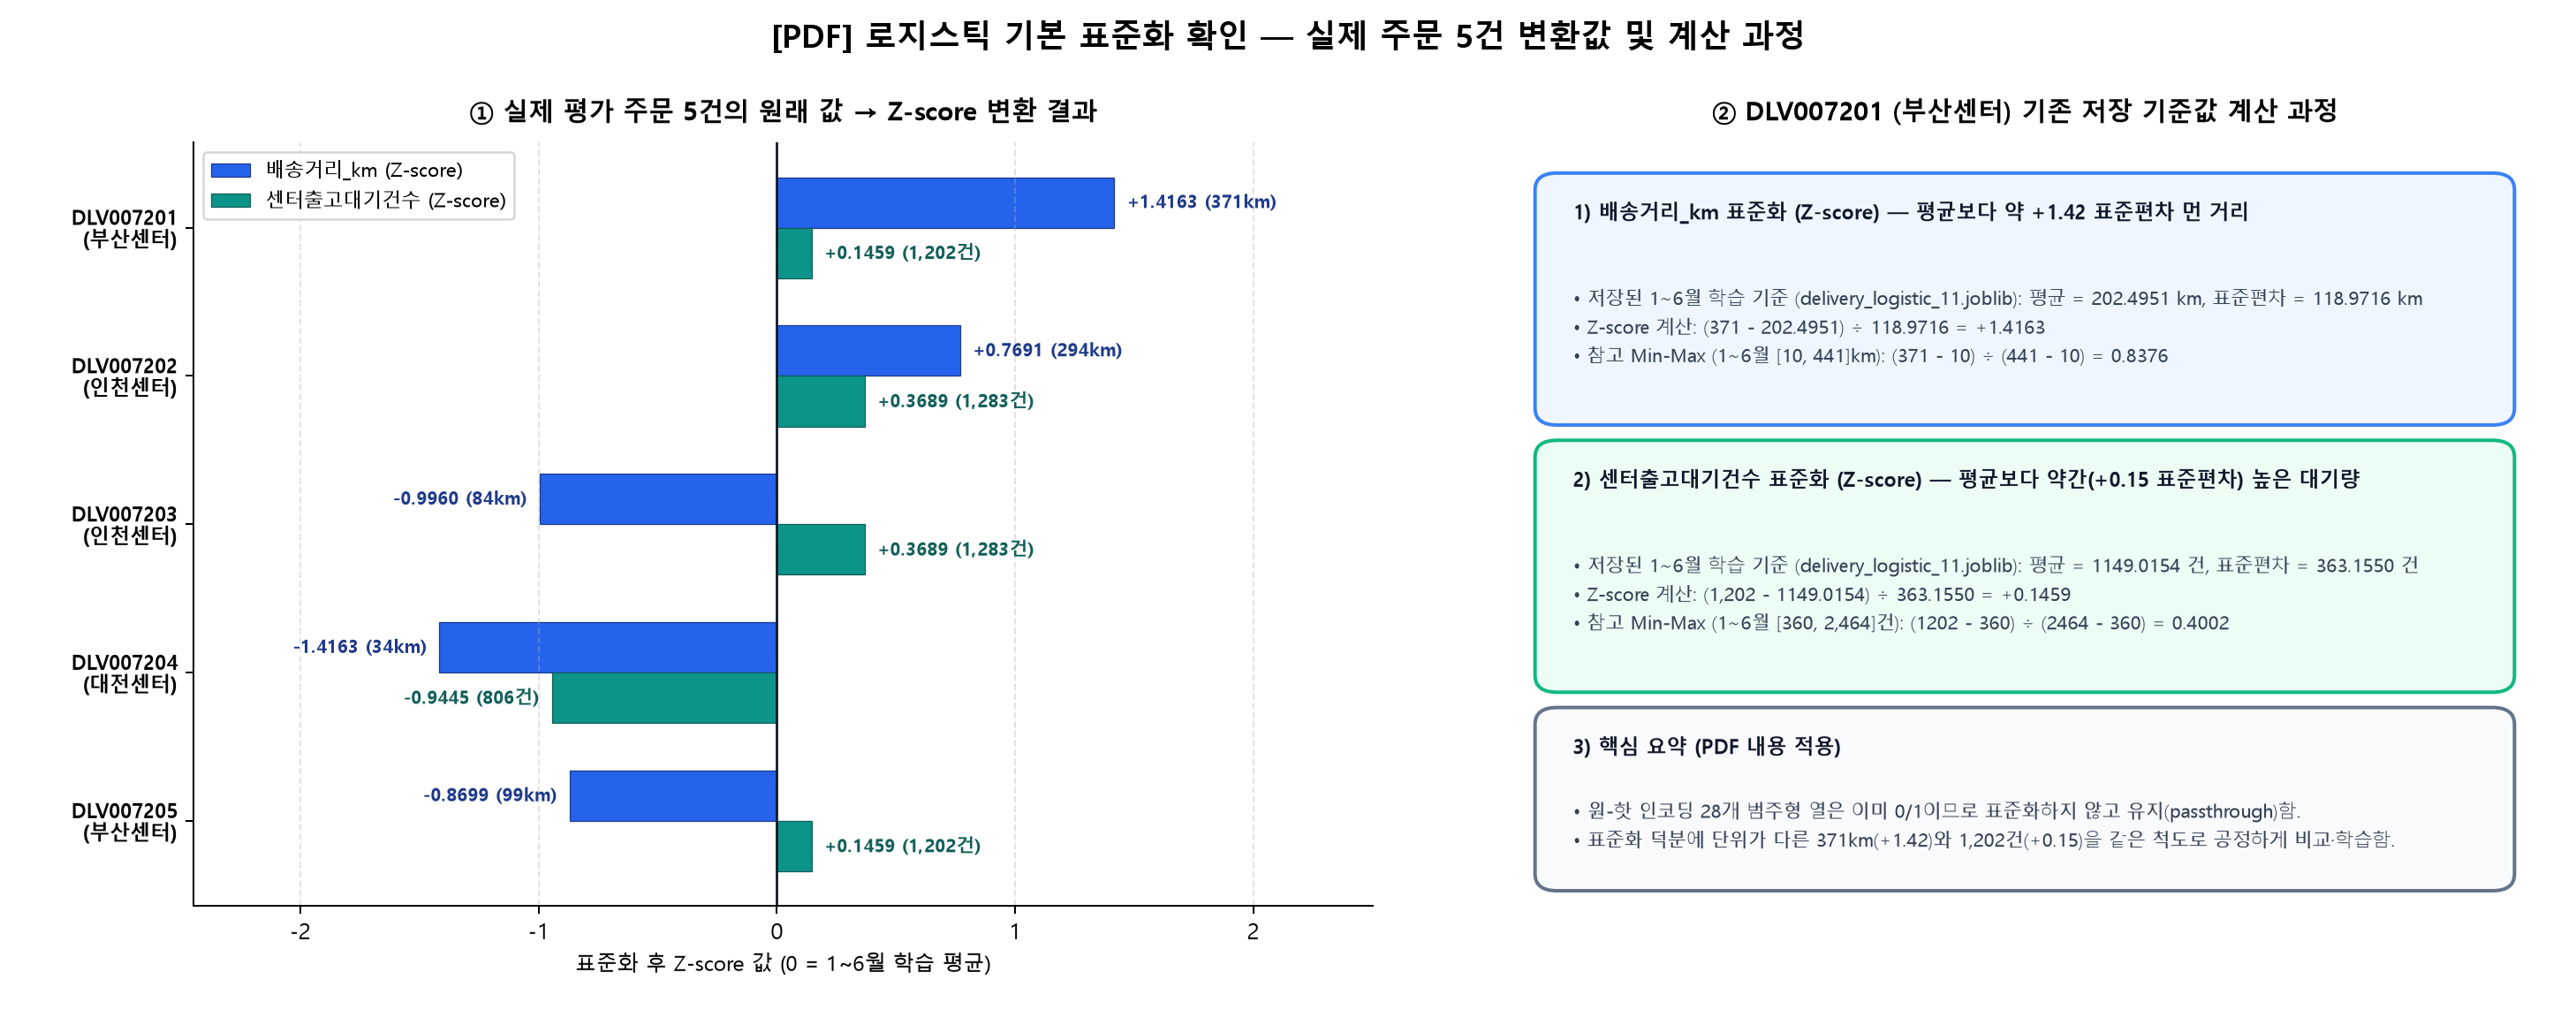 [PDF] 로지스틱 기본 표준화 확인 — 실제 주문 5건 변환값 및 계산 과정
① 실제 평가 주문 5건의 원래 값 → Z-score 변환 결과
배송거리_km (Z-score)
센터출고대기건수 (Z-score)
DLV007201
(부산센터)
+1.4163 (371km)
+0.1459 (1,202건)
DLV007202
(인천센터)
+0.7691 (294km)
+0.3689 (1,283건)
DLV007203
(인천센터)
-0.9960 (84km)
+0.3689 (1,283건)
DLV007204
(대전센터)
-1.4163 (34km)
-0.9445 (806건)
DLV007205
(부산센터)
-0.8699 (99km)
+0.1459 (1,202건)
-2 -1 0 1 2
표준화 후 Z-score 값 (0 = 1~6월 학습 평균)
② DLV007201 (부산센터) 기존 저장 기준값 계산 과정
1) 배송거리_km 표준화 (Z-score) — 평균보다 약 +1.42 표준편차 먼 거리
• 저장된 1~6월 학습 기준 (delivery_logistic_11.joblib): 평균 = 202.4951 km, 표준편차 = 118.9716 km
• Z-score 계산: (371 - 202.4951) ÷ 118.9716 = +1.4163
• 참고 Min-Max (1~6월 [10, 441]km): (371 - 10) ÷ (441 - 10) = 0.8376
2) 센터출고대기건수 표준화 (Z-score) — 평균보다 약간(+0.15 표준편차) 높은 대기량
• 저장된 1~6월 학습 기준 (delivery_logistic_11.joblib): 평균 = 1149.0154 건, 표준편차 = 363.1550 건
• Z-score 계산: (1,202 - 1149.0154) ÷ 363.1550 = +0.1459
• 참고 Min-Max (1~6월 [360, 2,464]건): (1202 - 360) ÷ (2464 - 360) = 0.4002
3) 핵심 요약 (PDF 내용 적용)
• 원-핫 인코딩 28개 범주형 열은 이미 0/1이므로 표준화하지 않고 유지(passthrough)함.
• 표준화 덕분에 단위가 다른 371km(+1.42)와 1,202건(+0.15)을 같은 척도로 공정하게 비교·학습함.